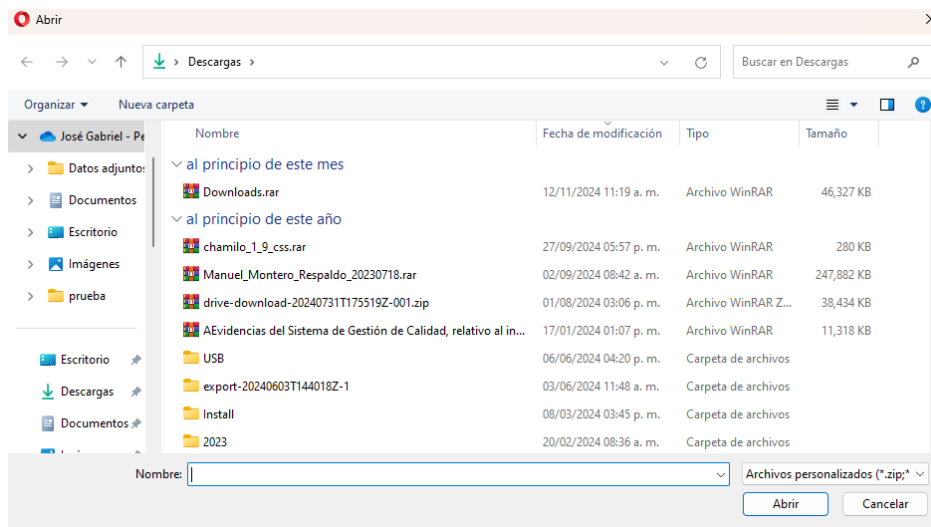 Abrir
Descargas
Buscar en Descargas
Organizar
Nueva carpeta
José Gabriel - Pe
Nombre
Fecha de modificación
Tipo
Tamaño
Datos adjuntos
al principio de este mes
Documentos
Downloads.rar 12/11/2024 11:19 a. m. Archivo WinRAR 46,327 KB
al principio de este año
Escritorio
chamilo_1_9_css.rar 27/09/2024 05:57 p. m. Archivo WinRAR 280 KB
Imágenes
Manuel_Montero_Respaldo_20230718.rar 02/09/2024 08:42 a. m. Archivo WinRAR 247,882 KB
prueba
drive-download-20240731T175519Z-001.zip 01/08/2024 03:06 p. m. Archivo WinRAR Z... 38,434 KB
AEvidencias del Sistema de Gestión de Calidad, relativo al in... 17/01/2024 01:07 p. m. Archivo WinRAR 11,318 KB
Escritorio
USB 06/06/2024 04:20 p. m. Carpeta de archivos
Descargas
export-20240603T144018Z-1 03/06/2024 11:48 a. m. Carpeta de archivos
Documentos
Install 08/03/2024 03:45 p. m. Carpeta de archivos
2023 20/02/2024 08:36 a. m. Carpeta de archivos
Nombre:
Archivos personalizados (*.zip;*
Abrir
Cancelar